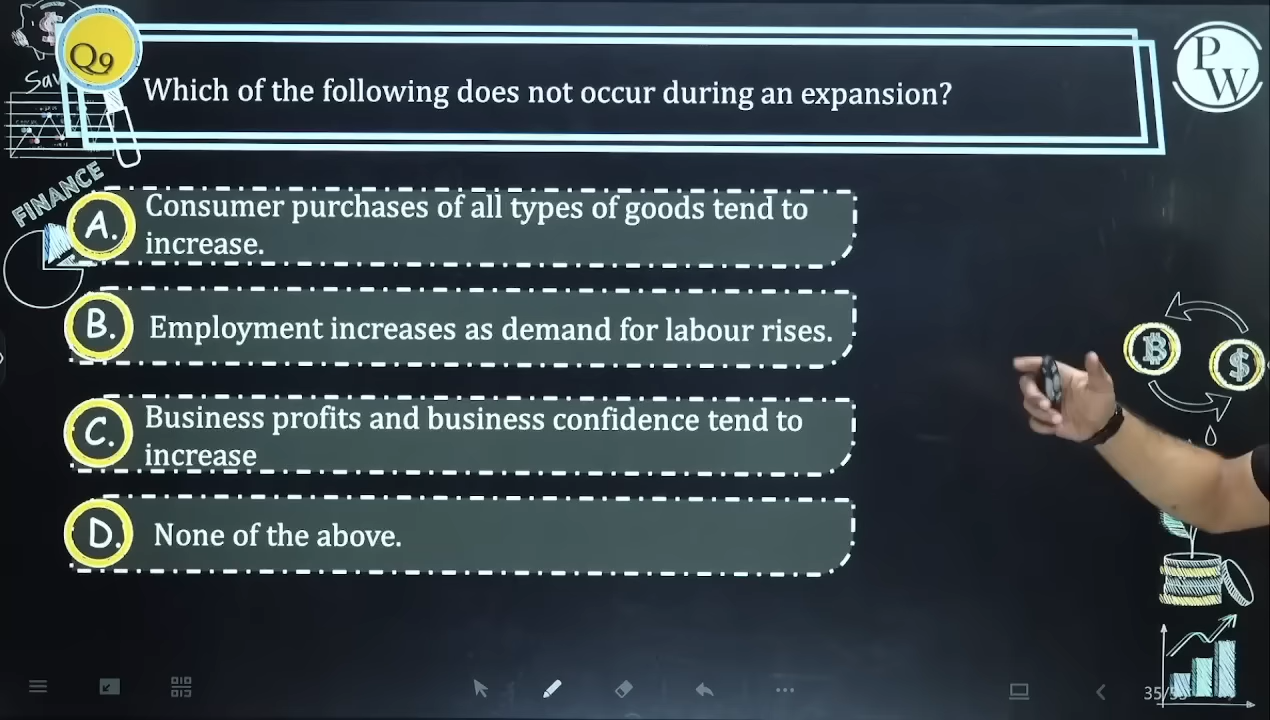 Q9
Which of the following does not occur during an expansion?
P
W
FINANCE
A. Consumer purchases of all types of goods tend to
increase.
B. Employment increases as demand for labour rises.
C. Business profits and business confidence tend to
increase
D. None of the above.